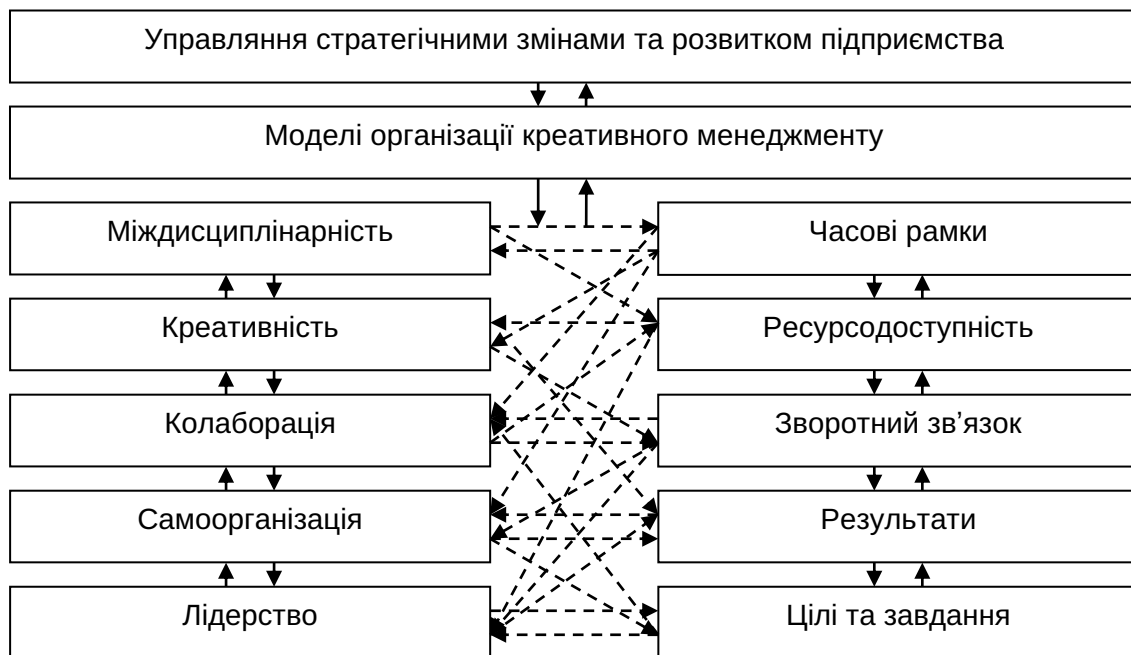 Управляння стратегічними змінами та розвитком підприємства
Моделі організації креативного менеджменту
Міждисциплінарність
Часові рамки
Креативність
Ресурсодоступність
Колаборація
Зворотний зв’язок
Самоорганізація
Результати
Лідерство
Цілі та завдання